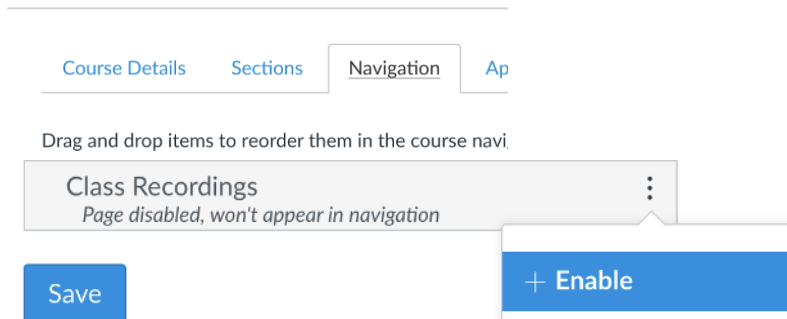 Course Details Sections Navigation Ap
Drag and drop items to reorder them in the course navi
Class Recordings
Page disabled, won't appear in navigation
+ Enable
Save